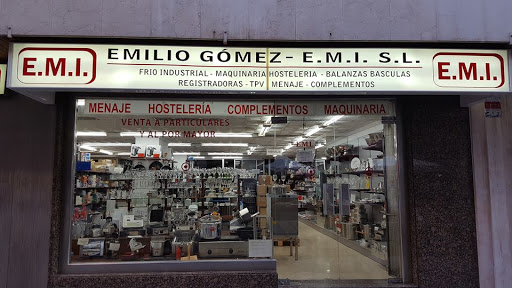 E.M.I.
EMILIO GÓMEZ - E.M.I. S.L.
FRIO INDUSTRIAL - MAQUINARIA HOSTELERIA - BALANZAS BASCULAS
REGISTRADORAS - TPV - MENAJE - COMPLEMENTOS
E.M.I.
MENAJE HOSTELERÍA COMPLEMENTOS MAQUINARIA
VENTA A PARTICULARES
Y AL POR MAYOR
E.M.I.